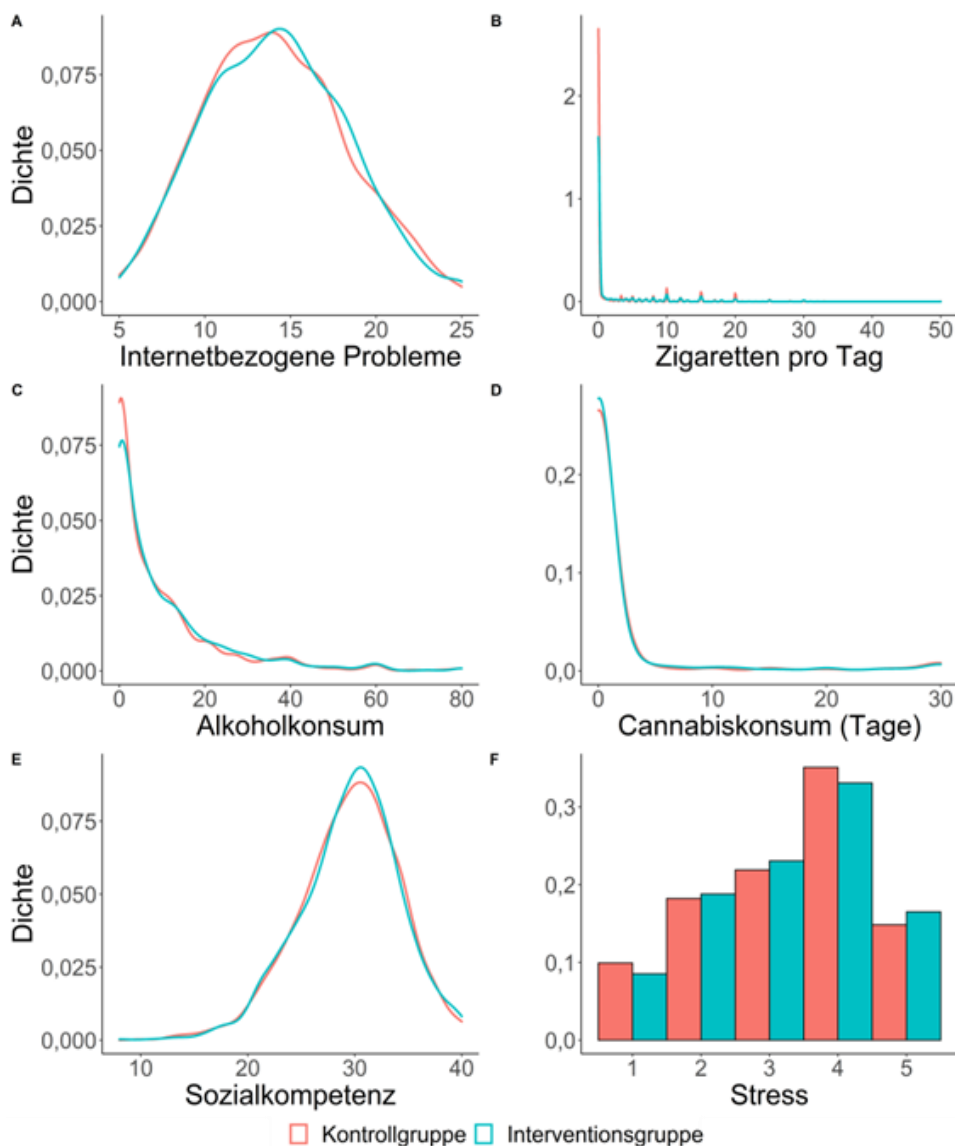 A
Dichte
0,075
0,050
0,025
0,000
5 10 15 20 25
Internetbezogene Probleme
B
2
1
0
0 10 20 30 40 50
Zigaretten pro Tag
C
Dichte
0,075
0,050
0,025
0,000
0 20 40 60 80
Alkoholkonsum
D
0,2
0,1
0,0
0 10 20 30
Cannabiskonsum (Tage)
E
Dichte
0,075
0,050
0,025
0,000
10 20 30 40
Sozialkompetenz
F
0,3
0,2
0,1
0,0
1 2 3 4 5
Stress
Kontrollgruppe Interventionsgruppe